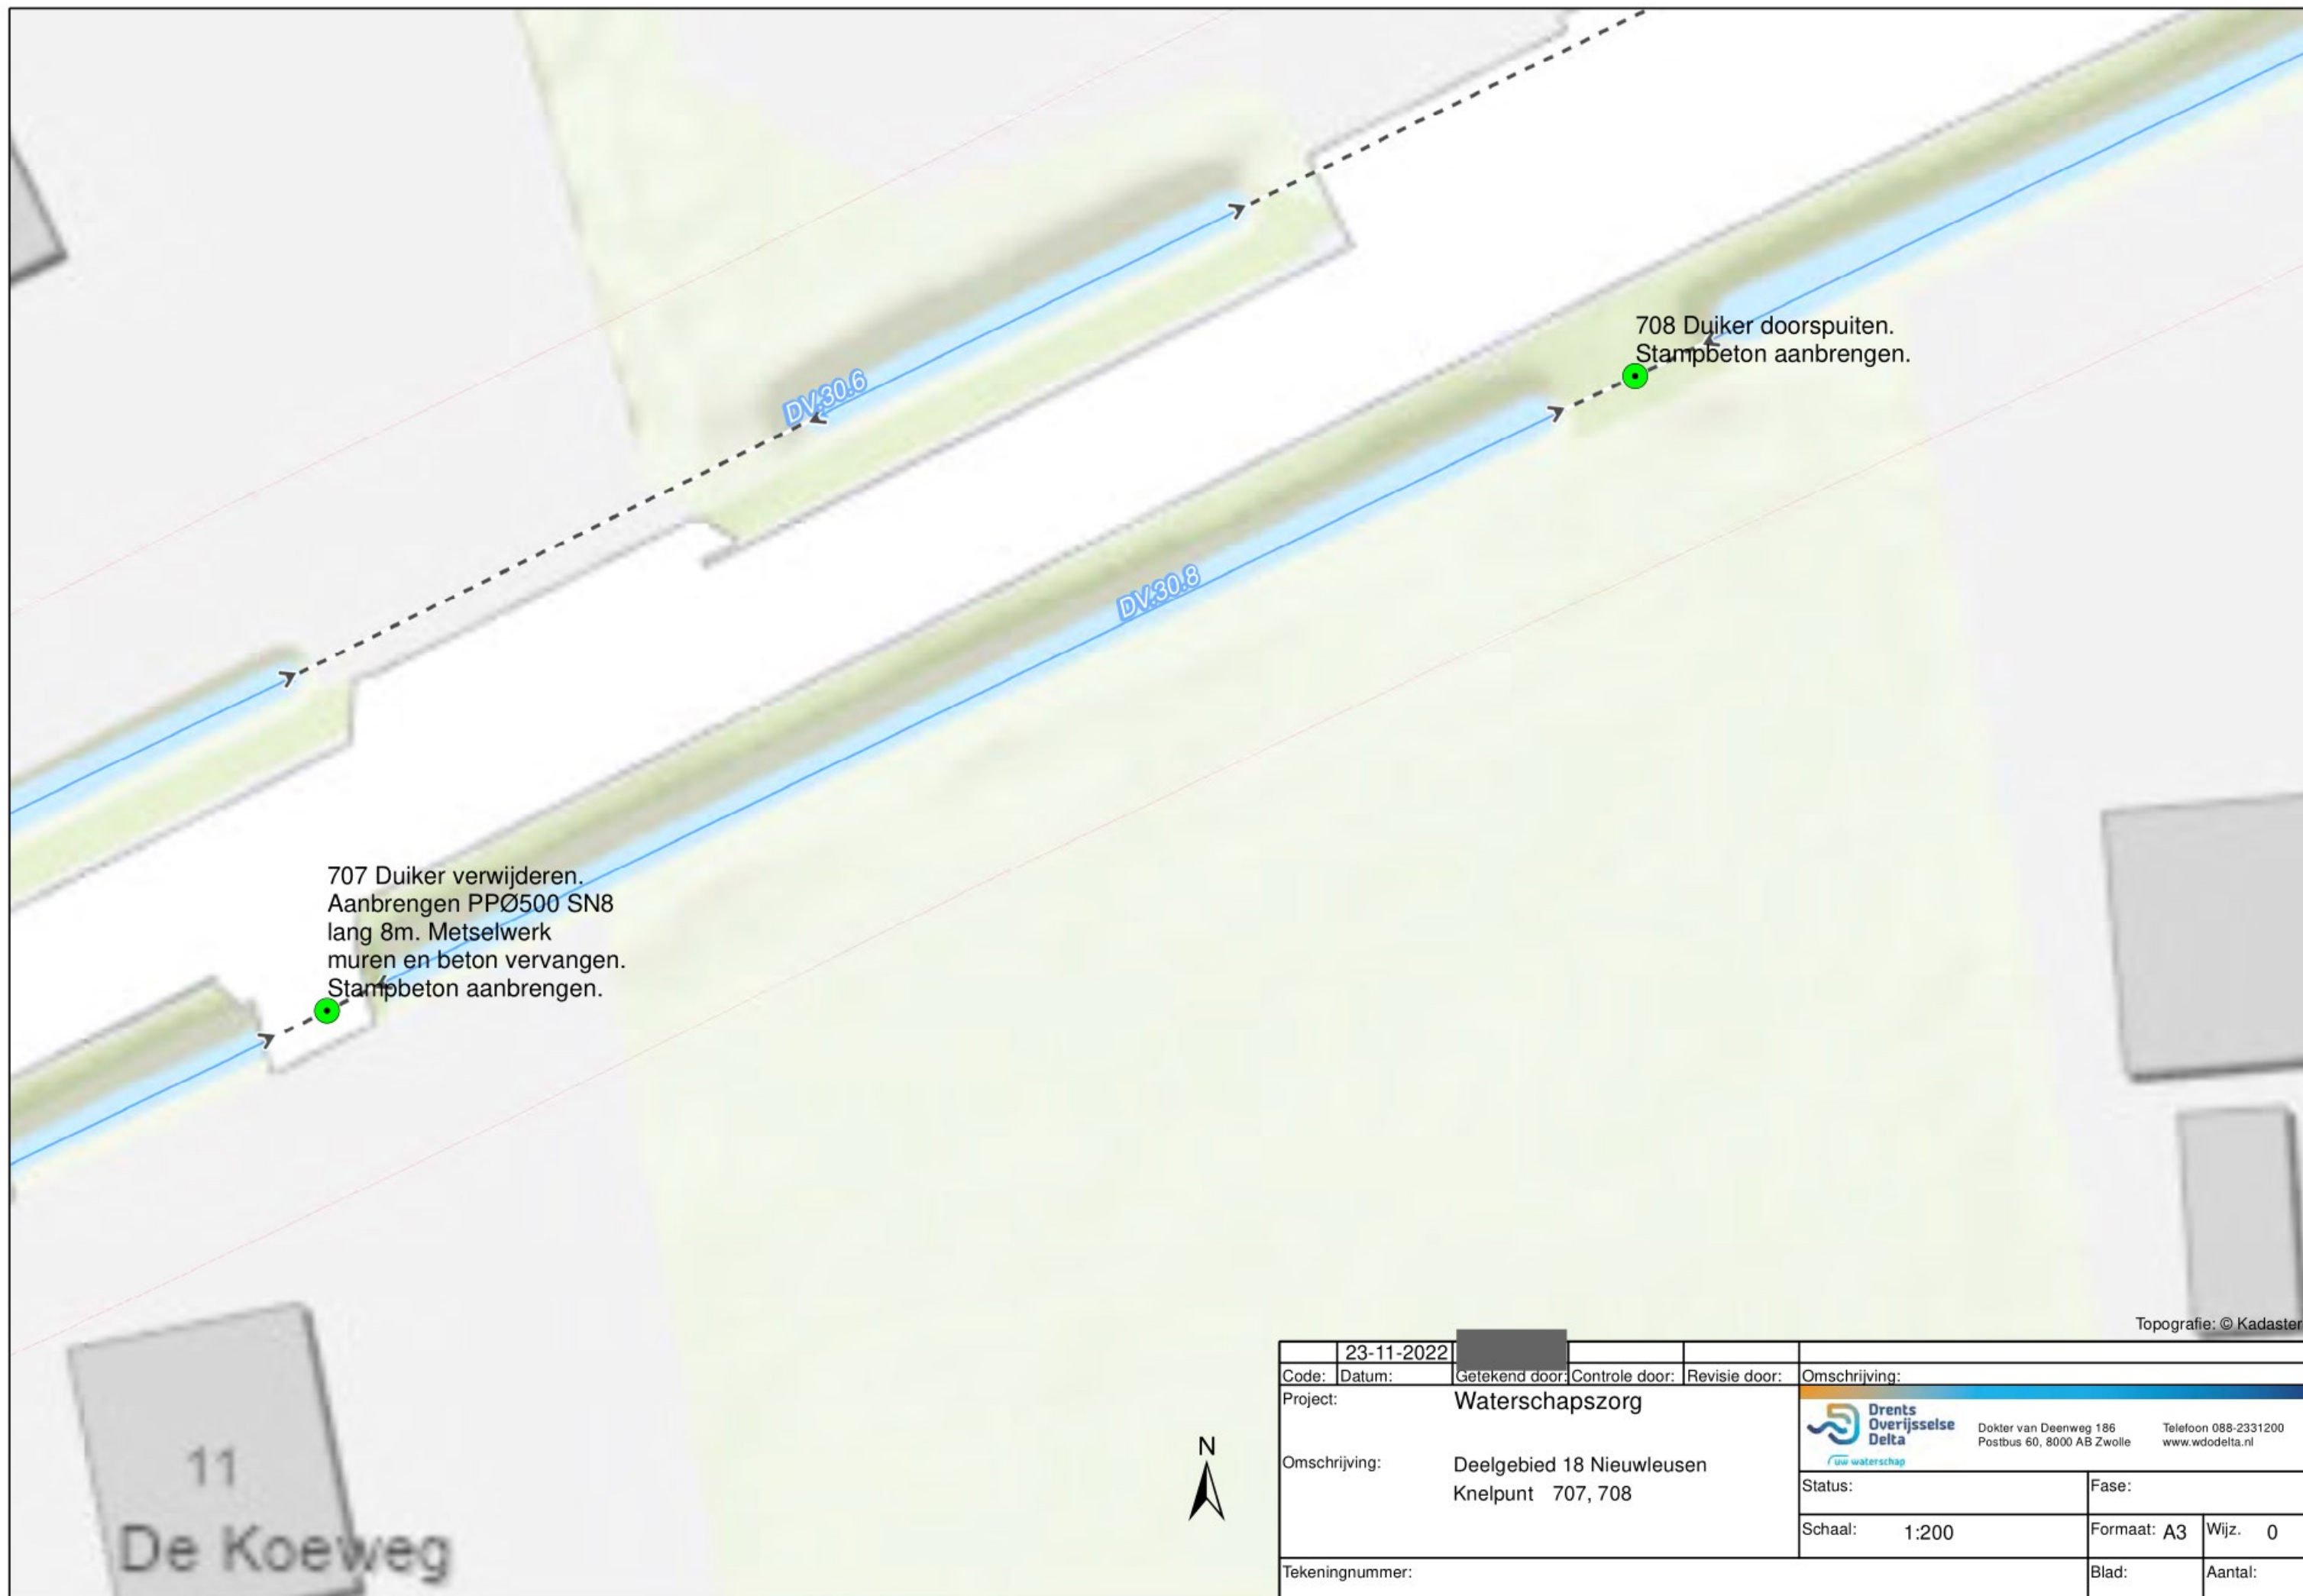 DV.30.6
708 Duiker doorspuiten.
Stampbeton aanbrengen.
DV.30.8
707 Duiker verwijderen.
Aanbrengen PPØ500 SN8
lang 8m. Metselwerk
muren en beton vervangen.
Stampbeton aanbrengen.
11
De Koeweg
N
Topografie: © Kadaster
23-11-2022
Code: Datum: Getekend door: Controle door: Revisie door: Omschrijving:
Project: Waterschapszorg
Omschrijving: Deelgebied 18 Nieuwleusen
Knelpunt 707, 708
Drents
Overijsselse
Delta
uw waterschap
Dokter van Deenweg 186
Postbus 60, 8000 AB Zwolle
Telefoon 088-2331200
www.wdodelta.nl
Status: Fase:
Schaal: 1:200 Formaat: A3 Wijz. 0
Tekeningnummer: Blad: Aantal: